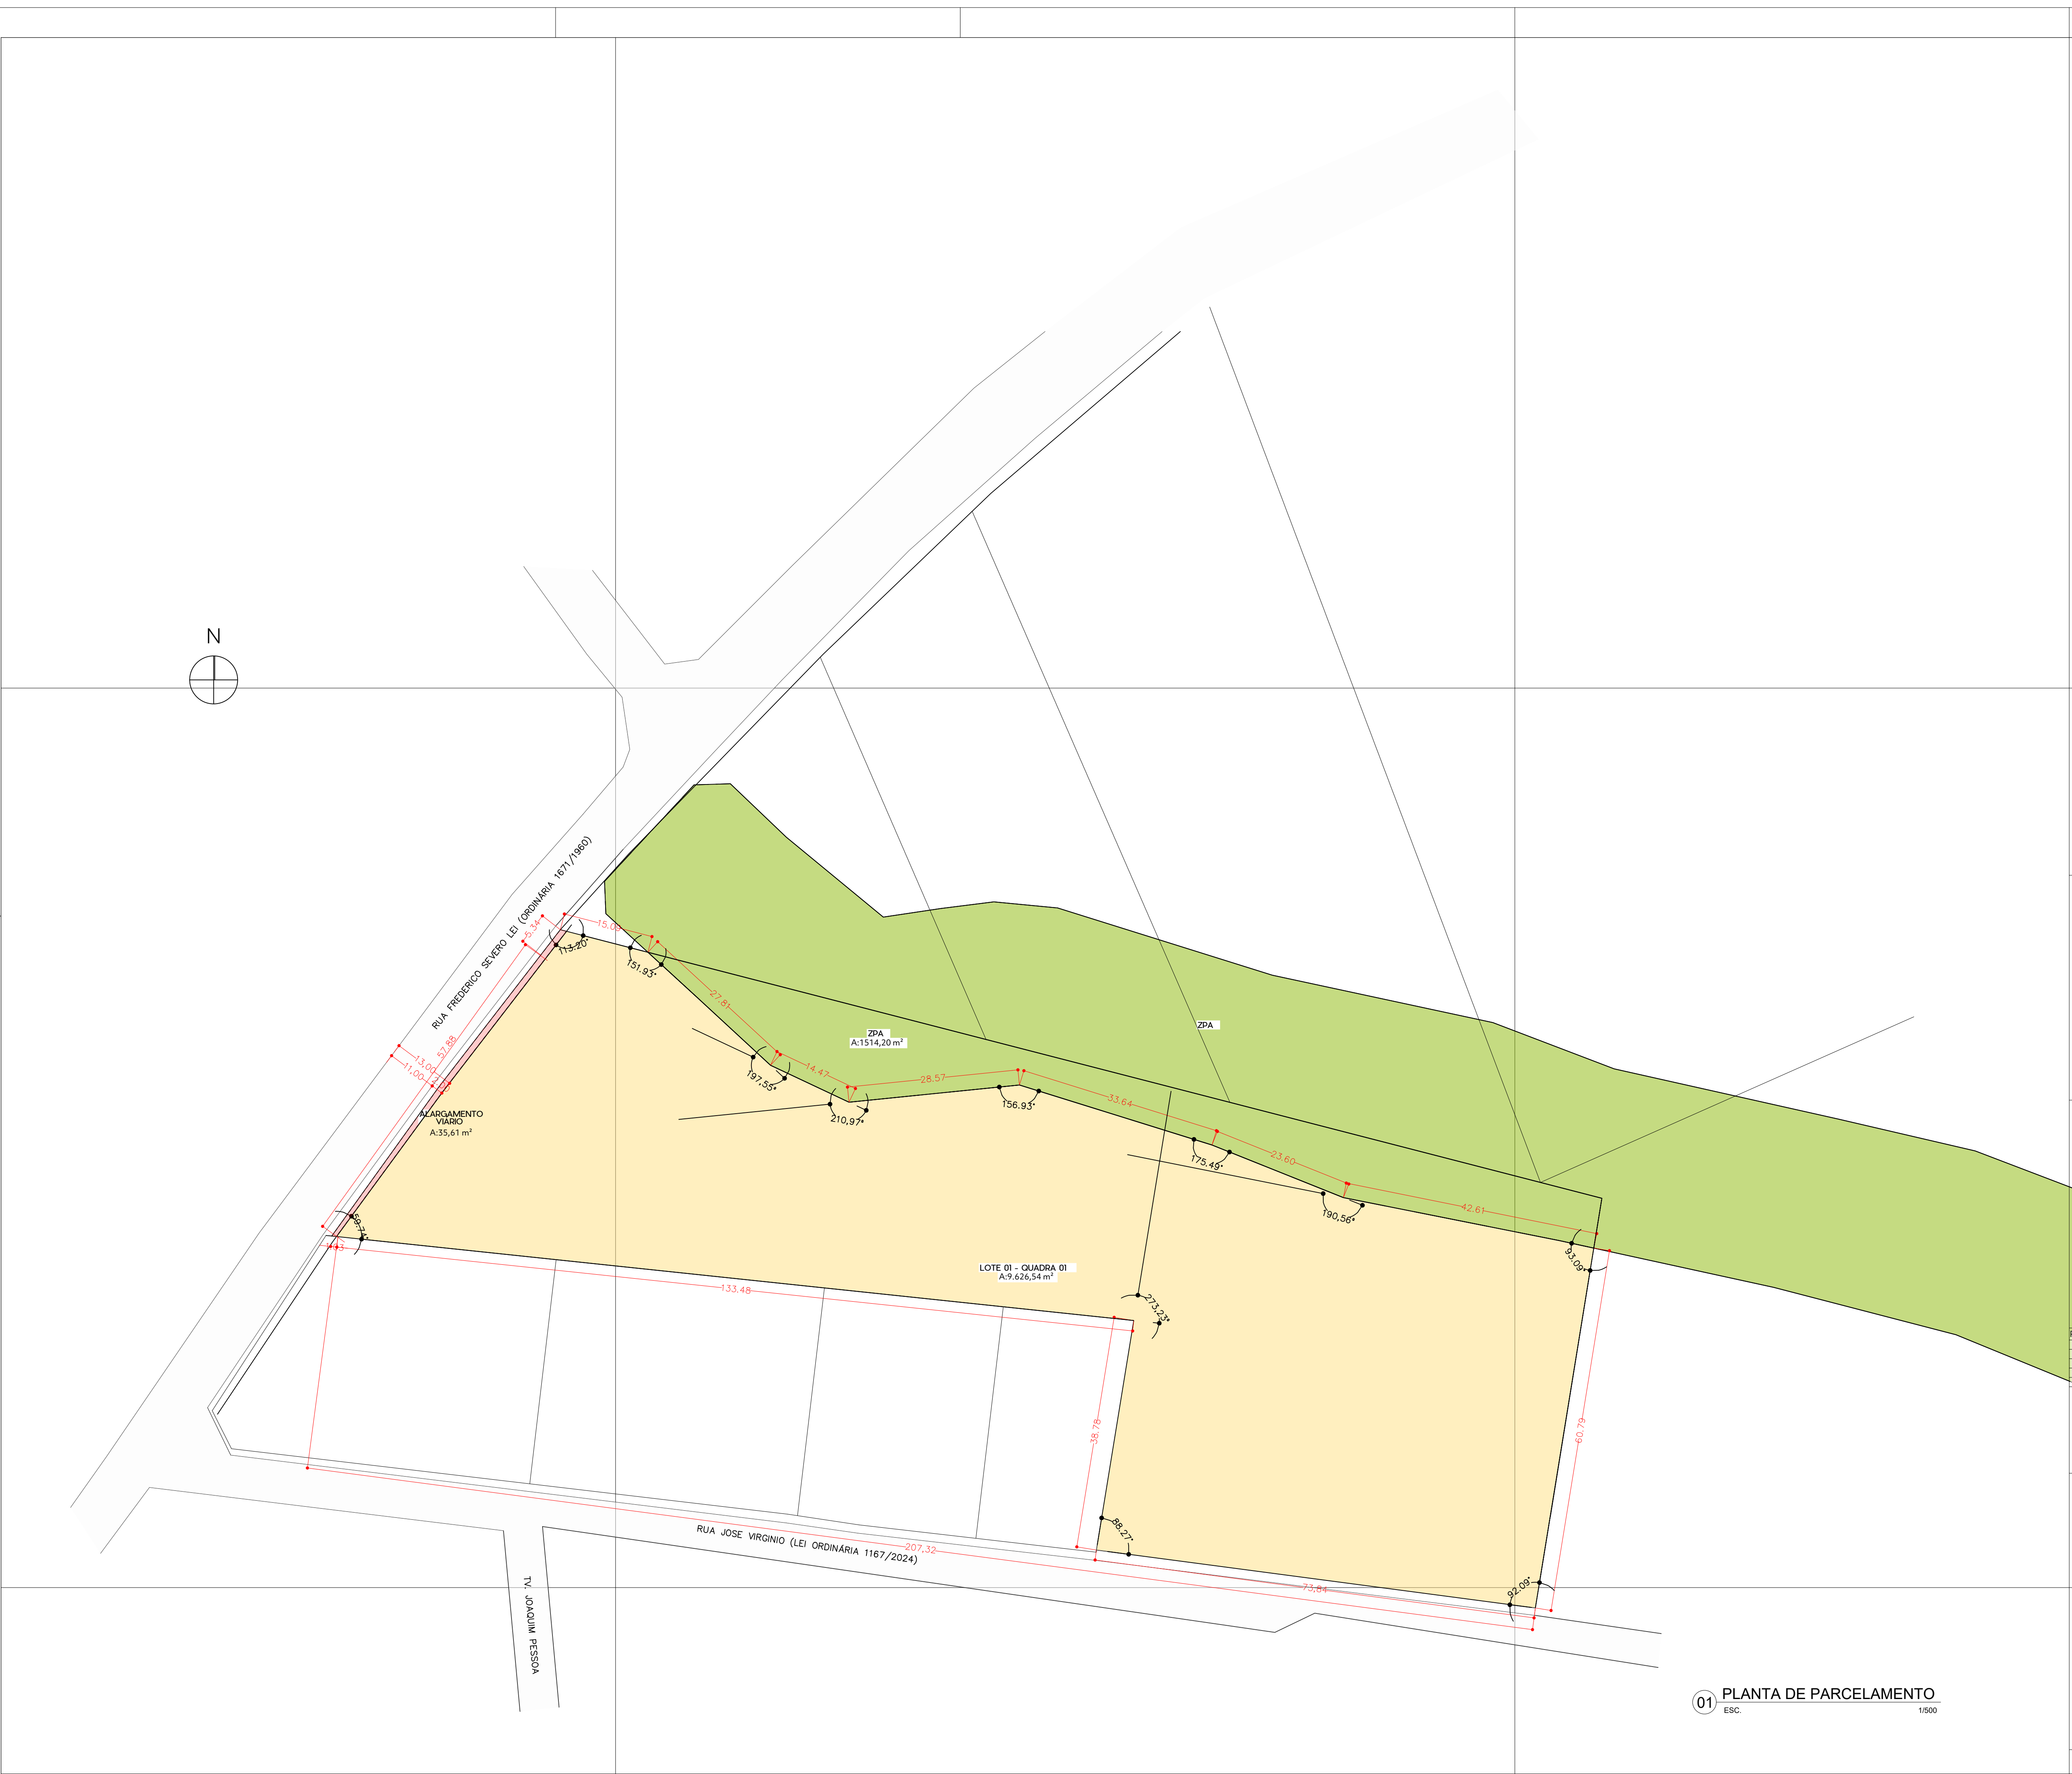 N
RUA FREDERICO SEVERO LEI (ORDINÁRIA 1671/1960)
5.34
15.09
113.20°
151.93°
27.81
57.88
13,00
11,00
ALARGAMENTO
VIÁRIO
A:35,61 m²
ZPA
A:1514,20 m²
ZPA
14.47
197,55°
28.57
210,97°
156.93°
33.64
175.49°
23.60
190,56°
42.61
93.09°
59.74°
133.48
LOTE 01 - QUADRA 01
A:9.626,54 m²
273,23°
38.78
60.79
88.27°
RUA JOSE VIRGINIO (LEI ORDINÁRIA 1167/2024)
207,32
73,84
92.09°
TV. JOAQUIM PESSOA
01 PLANTA DE PARCELAMENTO
ESC. 1/500